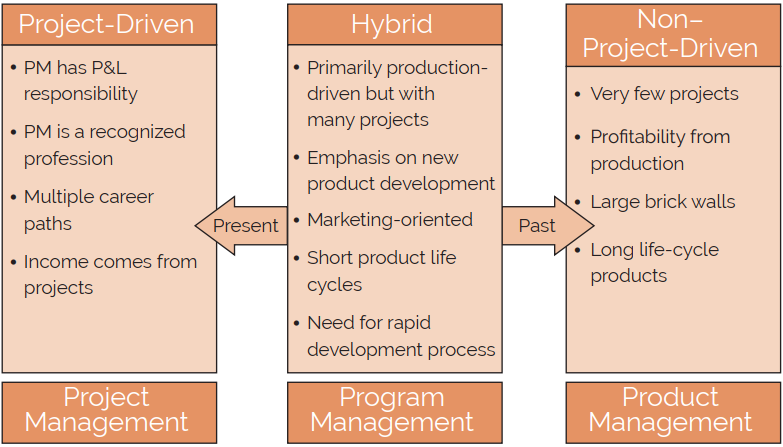 Project-Driven
• PM has P&L
responsibility
• PM is a recognized
profession
• Multiple career
paths
• Income comes from
projects
Project
Management
Present
Hybrid
• Primarily production-
driven but with
many projects
• Emphasis on new
product development
• Marketing-oriented
• Short product life
cycles
• Need for rapid
development process
Program
Management
Past
Non–
Project-Driven
• Very few projects
• Profitability from
production
• Large brick walls
• Long life-cycle
products
Product
Management